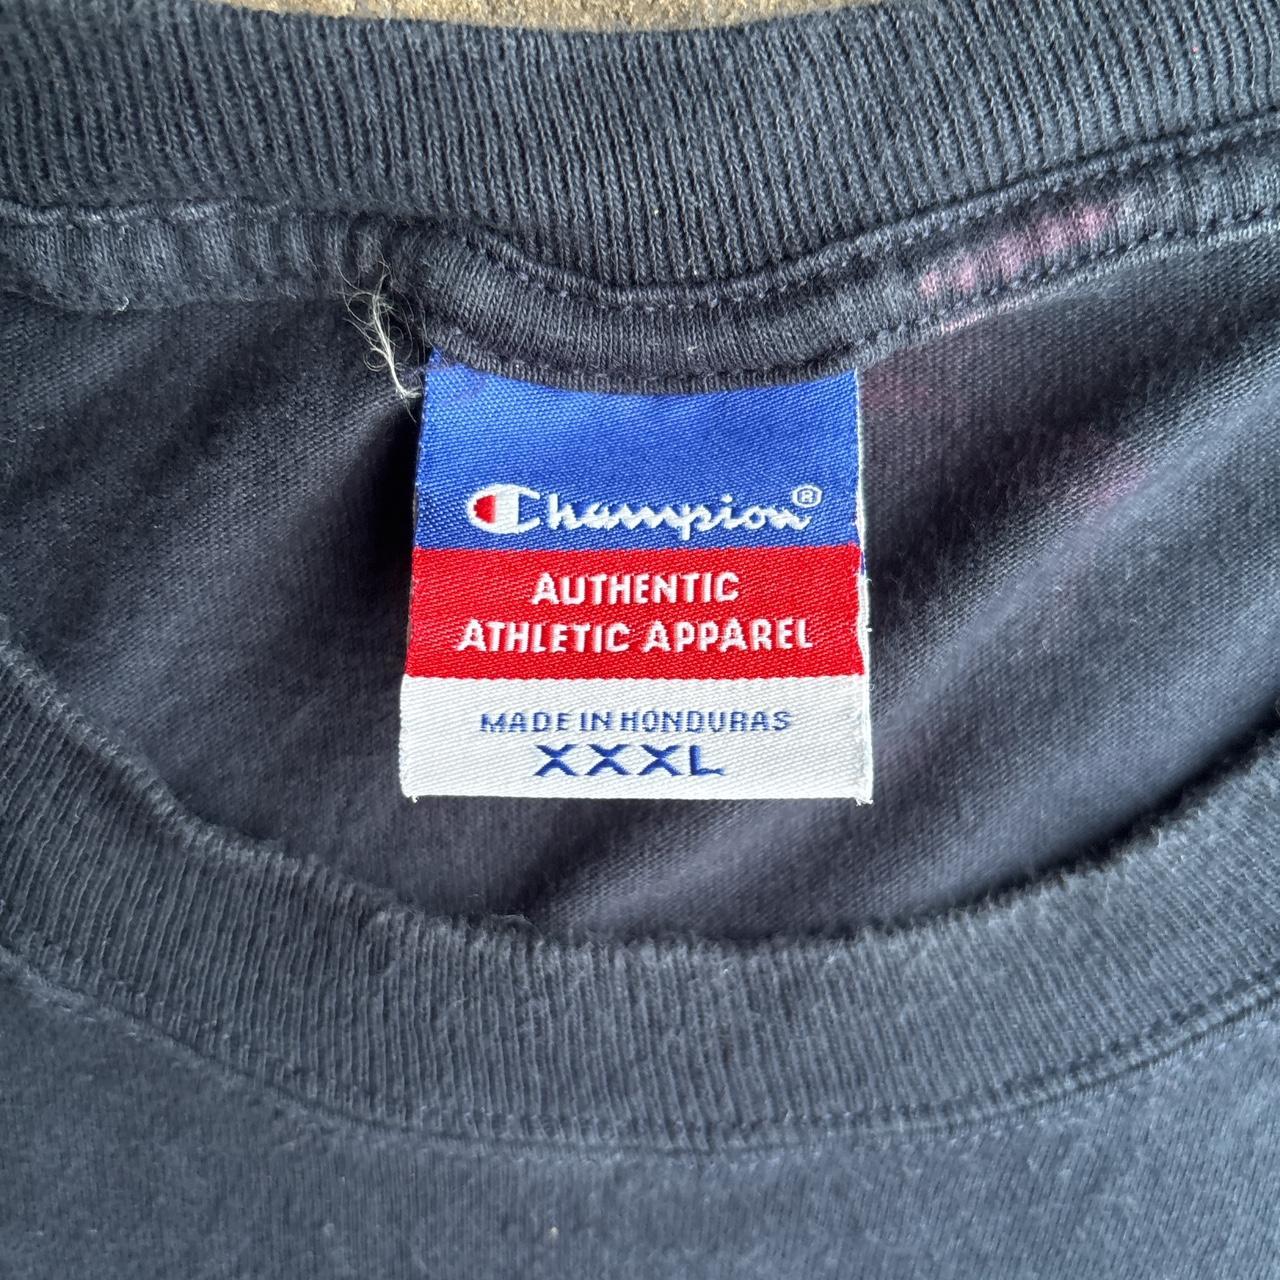 Champion®
AUTHENTIC
ATHLETIC APPAREL
MADE IN HONDURAS
XXXL